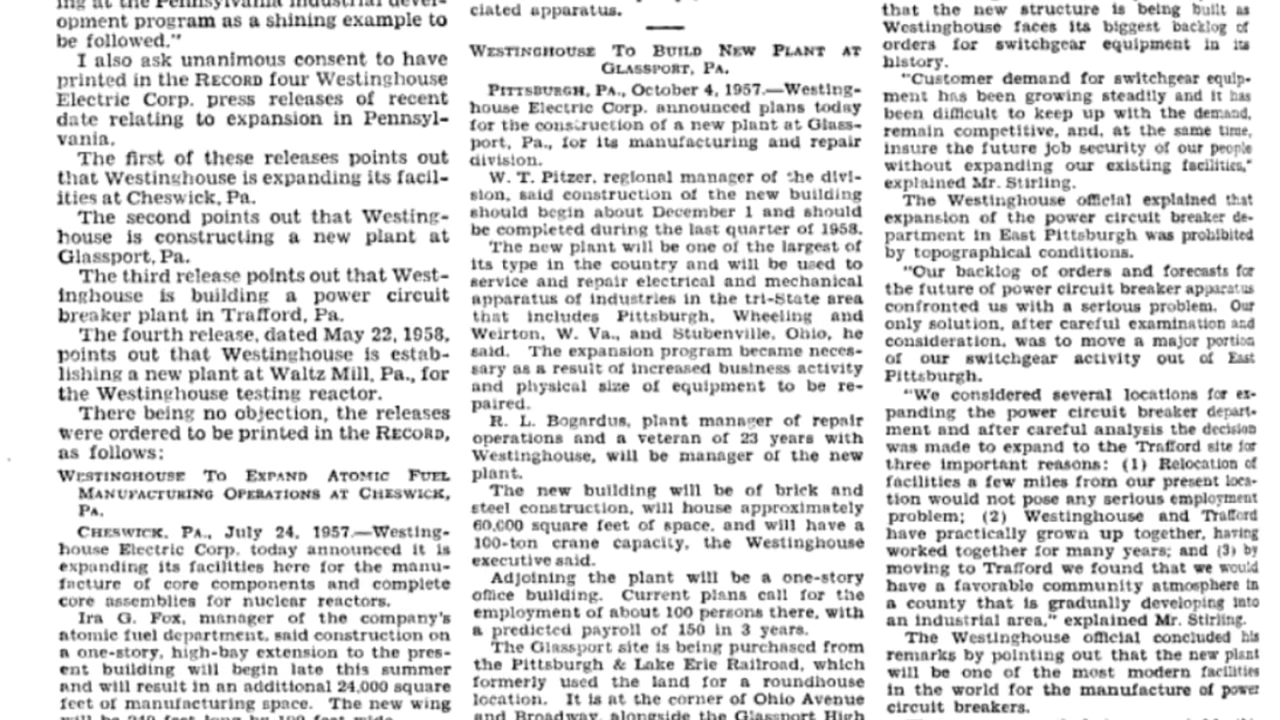 ing at the Pennsylvania industrial devel-
opment program as a shining example to
be followed."
I also ask unanimous consent to have
printed in the RECORD four Westinghouse
Electric Corp. press releases of recent
date relating to expansion in Pennsyl-
vania.
The first of these releases points out
that Westinghouse is expanding its facil-
ities at Cheswick, Pa.
The second points out that Westing-
house is constructing a new plant at
Glassport, Pa.
The third release points out that West-
inghouse is building a power circuit
breaker plant in Trafford, Pa.
The fourth release, dated May 22, 1958,
points out that Westinghouse is estab-
lishing a new plant at Waltz Mill, Pa., for
the Westinghouse testing reactor.
There being no objection, the releases
were ordered to be printed in the RECORD,
as follows:
WESTINGHOUSE TO EXPAND ATOMIC FUEL
MANUFACTURING OPERATIONS AT CHESWICK,
PA.
CHESWICK, PA., July 24, 1957.—Westing-
house Electric Corp. today announced it is
expanding its facilities here for the manu-
facture of core components and complete
core assemblies for nuclear reactors.
Ira G. Fox, manager of the company's
atomic fuel department, said construction on
a one-story, high-bay extension to the pres-
ent building will begin late this summer
and will result in an additional 24,000 square
feet of manufacturing space. The new wing
will be 240 feet long by 100 feet wide.
ciated apparatus.
WESTINGHOUSE TO BUILD NEW PLANT AT
GLASSPORT, PA.
PITTSBURGH, PA., October 4, 1957.—Westing-
house Electric Corp. announced plans today
for the construction of a new plant at Glass-
port, Pa., for its manufacturing and repair
division.
W. T. Pitzer, regional manager of the divi-
sion, said construction of the new building
should begin about December 1 and should
be completed during the last quarter of 1958.
The new plant will be one of the largest of
its type in the country and will be used to
service and repair electrical and mechanical
apparatus of industries in the tri-State area
that includes Pittsburgh, Wheeling and
Weirton, W. Va., and Stubenville, Ohio, he
said. The expansion program became neces-
sary as a result of increased business activity
and physical size of equipment to be re-
paired.
R. L. Bogardus, plant manager of repair
operations and a veteran of 23 years with
Westinghouse, will be manager of the new
plant.
The new building will be of brick and
steel construction, will house approximately
60,000 square feet of space, and will have a
100-ton crane capacity, the Westinghouse
executive said.
Adjoining the plant will be a one-story
office building. Current plans call for the
employment of about 100 persons there, with
a predicted payroll of 150 in 3 years.
The Glassport site is being purchased from
the Pittsburgh & Lake Erie Railroad, which
formerly used the land for a roundhouse
location. It is at the corner of Ohio Avenue
and Broadway, alongside the Glassport High
that the new structure is being built as
Westinghouse faces its biggest backlog of
orders for switchgear equipment in its
history.
"Customer demand for switchgear equip-
ment has been growing steadily and it has
been difficult to keep up with the demand,
remain competitive, and, at the same time,
insure the future job security of our people
without expanding our existing facilities,"
explained Mr. Stirling.
The Westinghouse official explained that
expansion of the power circuit breaker de-
partment in East Pittsburgh was prohibited
by topographical conditions.
"Our backlog of orders and forecasts for
the future of power circuit breaker apparatus
confronted us with a serious problem. Our
only solution, after careful examination and
consideration, was to move a major portion
of our switchgear activity out of East
Pittsburgh.
"We considered several locations for ex-
panding the power circuit breaker depart-
ment and after careful analysis the decision
was made to expand to the Trafford site for
three important reasons: (1) Relocation of
facilities a few miles from our present loca-
tion would not pose any serious employment
problem; (2) Westinghouse and Trafford
have practically grown up together, having
worked together for many years; and (3) by
moving to Trafford we found that we would
have a favorable community atmosphere in
a county that is gradually developing into
an industrial area," explained Mr. Stirling.
The Westinghouse official concluded his
remarks by pointing out that the new plant
will be one of the most modern facilities
in the world for the manufacture of power
circuit breakers.